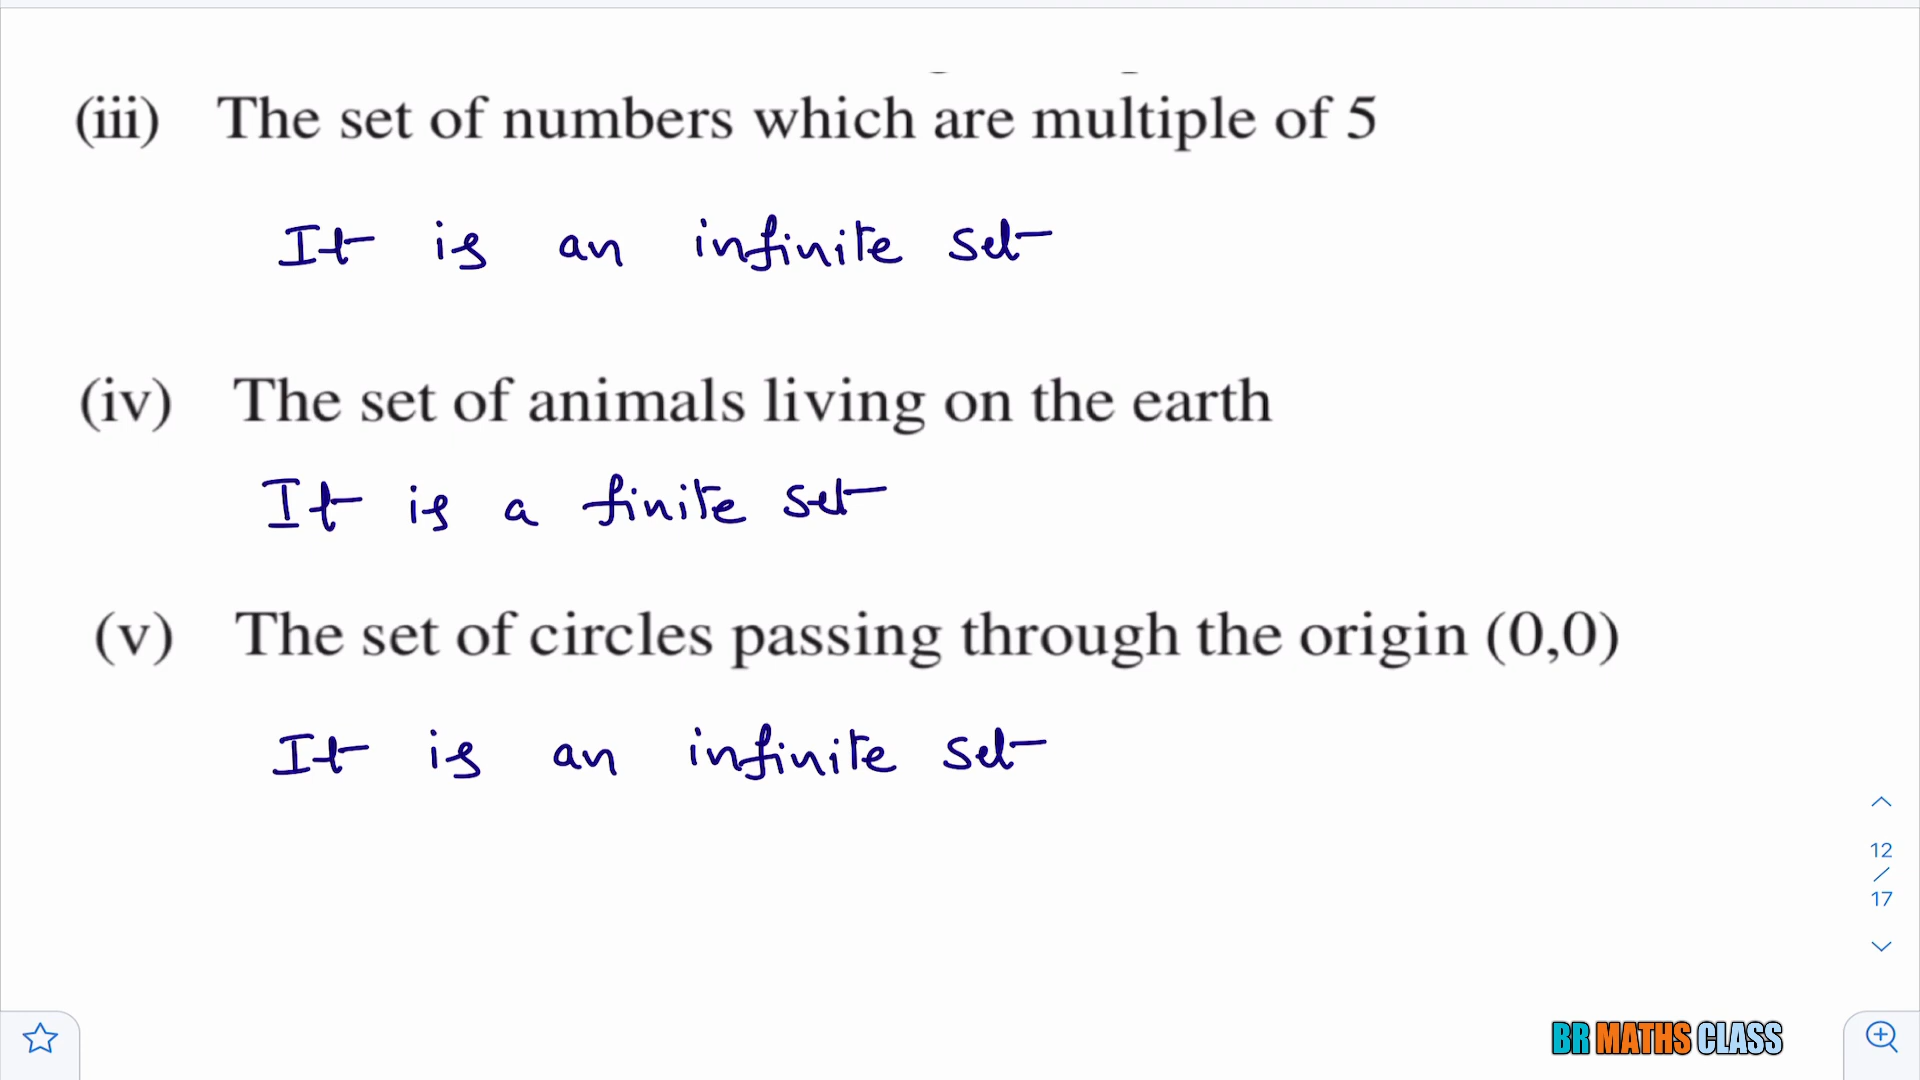 (iii) The set of numbers which are multiple of 5
It is an infinite set
(iv) The set of animals living on the earth
It is a finite set
(v) The set of circles passing through the origin (0,0)
It is an infinite set
12
/
17
BR MATHS CLASS